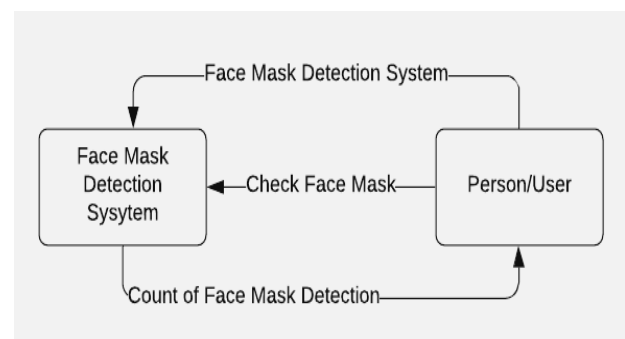 Face Mask Detection System
Face Mask
Detection
Sysytem
Check Face Mask
Person/User
Count of Face Mask Detection